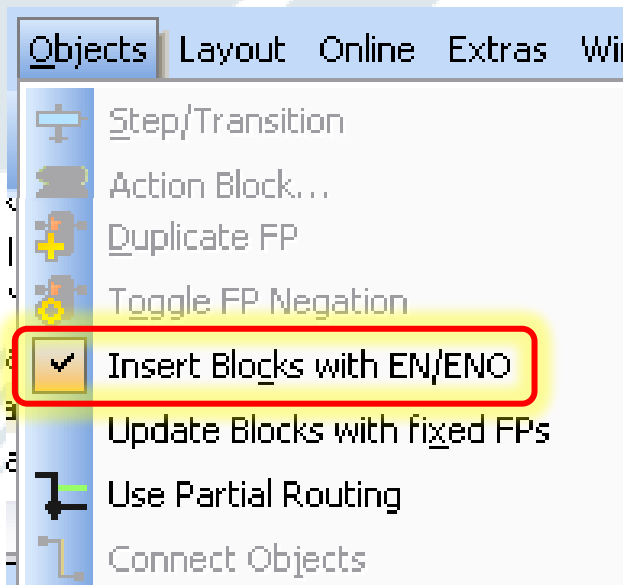 Objects Layout Online Extras
Step/Transition
Action Block...
Duplicate FP
Toggle FP Negation
Insert Blocks with EN/ENO
Update Blocks with fixed FPs
Use Partial Routing
Connect Objects